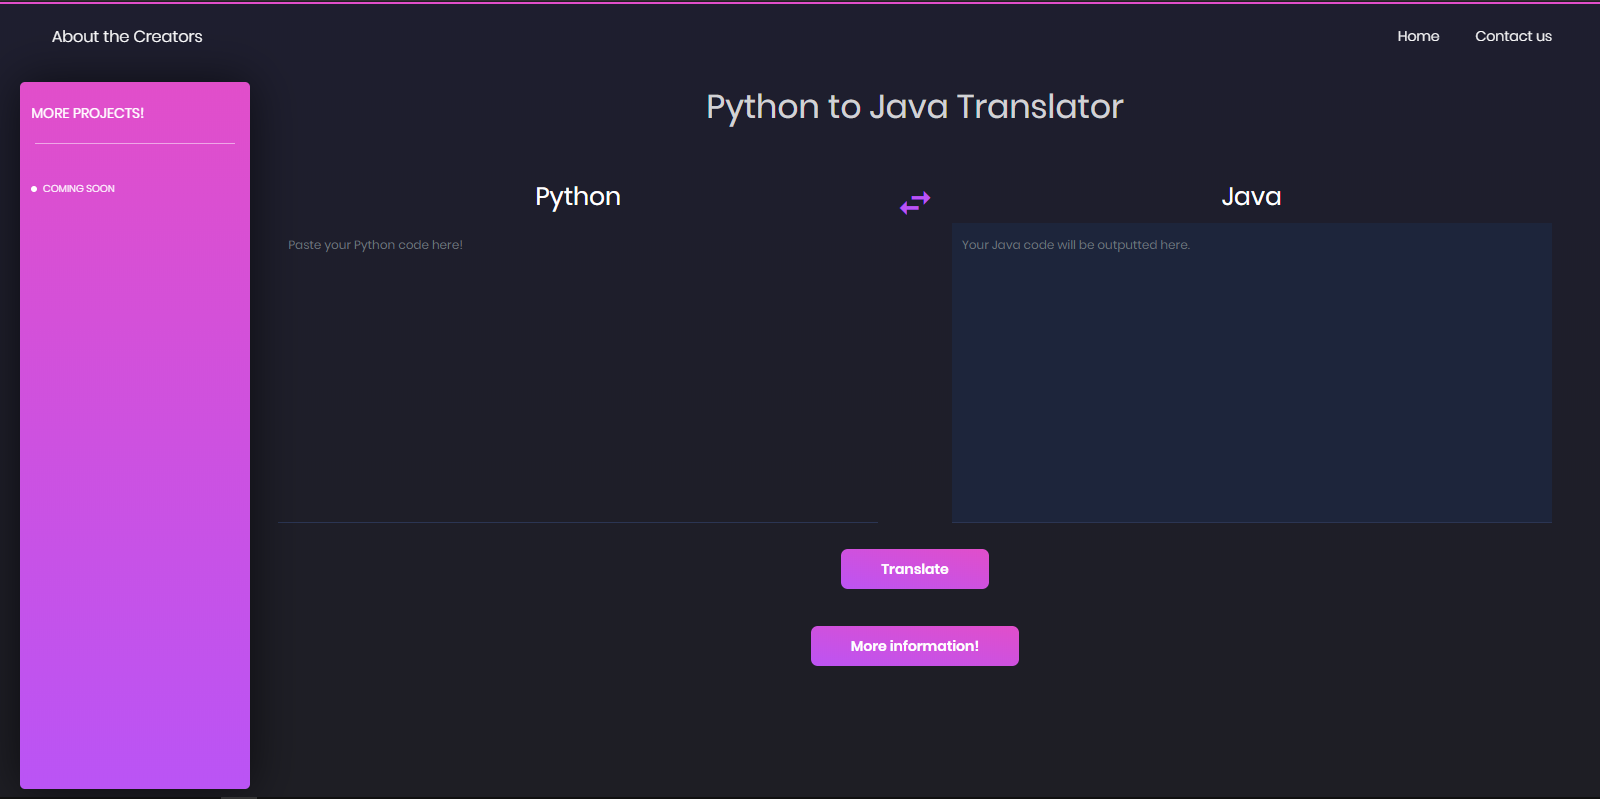 About the Creators
Home
Contact us
MORE PROJECTS!
COMING SOON
Python to Java Translator
Python
Java
Paste your Python code here!
Your Java code will be outputted here.
Translate
More information!